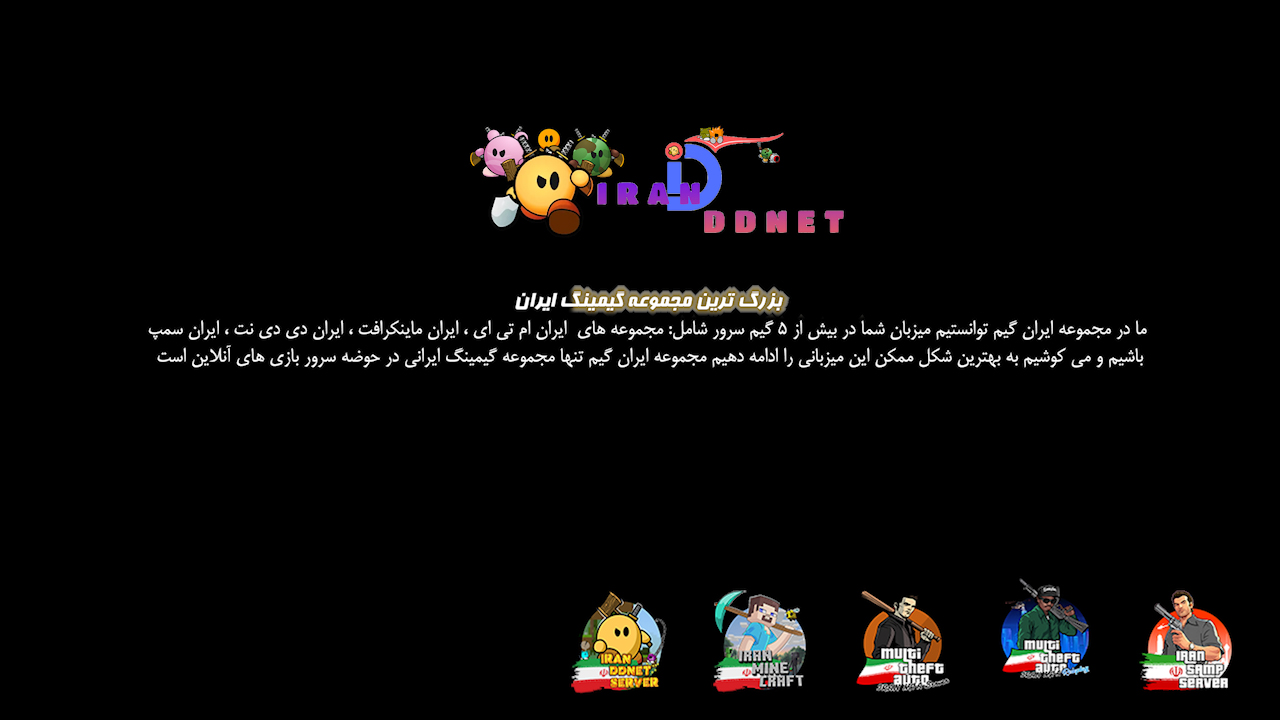 IRAN
DDNET
بزرگ ترین مجموعه گیمینگ ایران
ما در مجموعه ایران گیم توانستیم میزبان شما در بیش از ۵ گیم سرور شامل: مجموعه های ایران ام تی ای ، ایران ماینکرافت ، ایران دی دی نت ، ایران سمپ
باشیم و می کوشیم به بهترین شکل ممکن این میزبانی را ادامه دهیم مجموعه ایران گیم تنها مجموعه گیمینگ ایرانی در حوضه سرور بازی های آنلاین است
IRAN
DDNET
SERVER
IRAN
MINE
CRAFT
MULTI
THEFT
AUTO
MULTI
THEFT
AUTO
IRAN
SAMP
SERVER